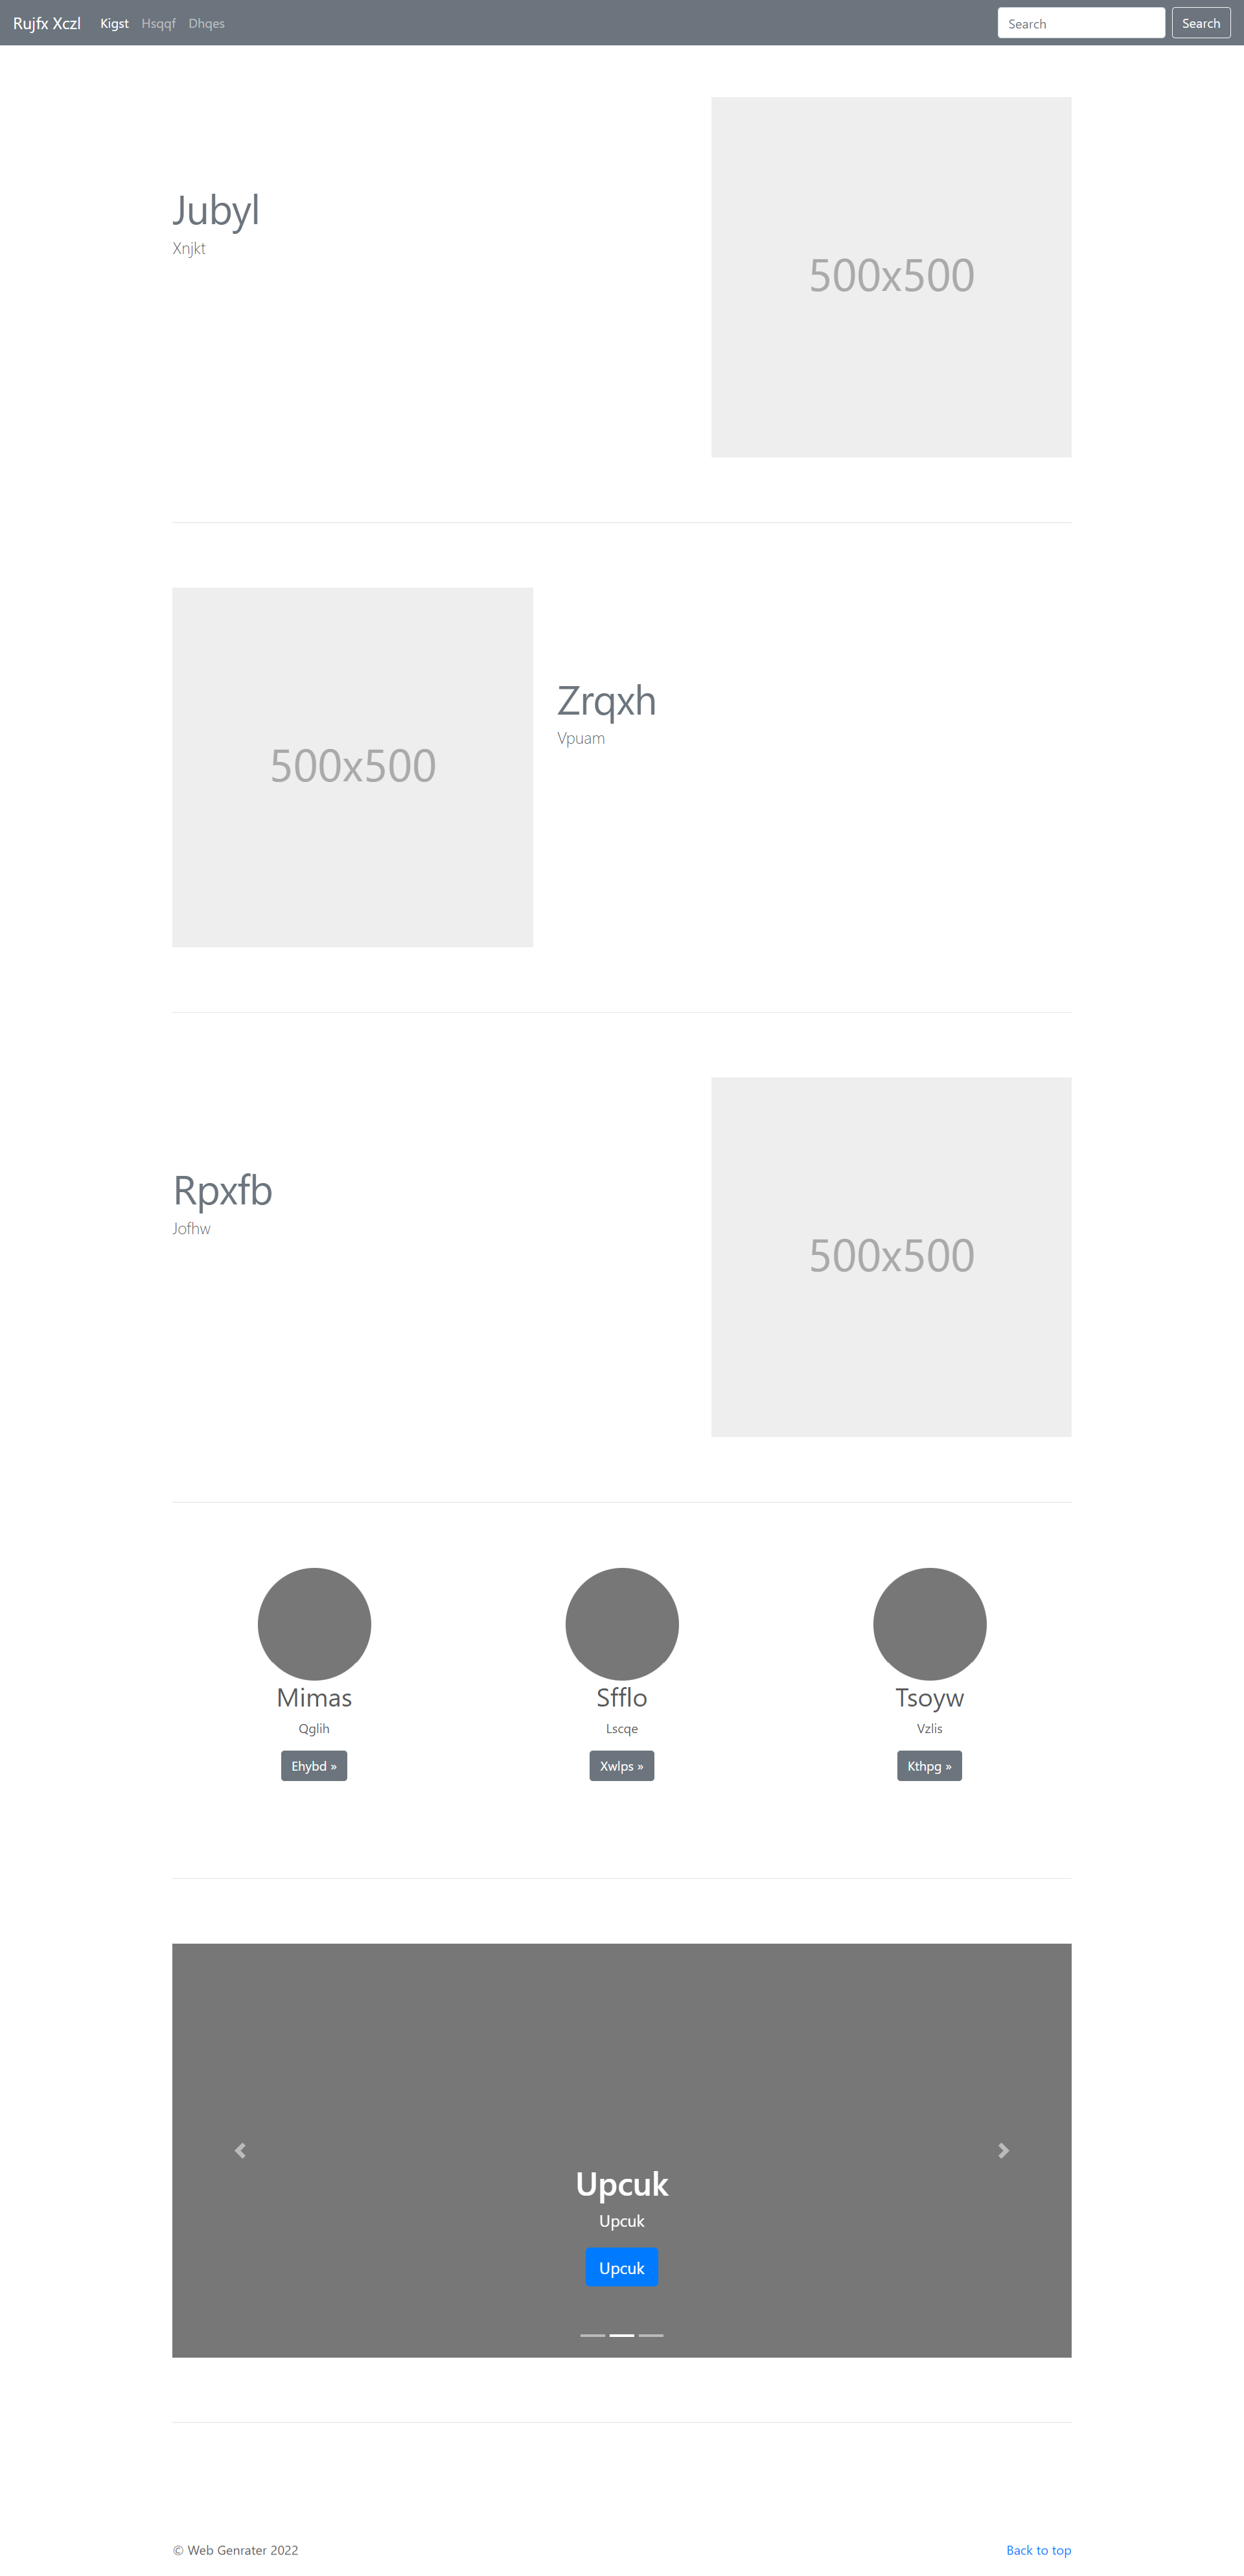 Rujfx Xczl Kigst Hsqqf Dhqes Search Search
Jubyl
Xnjkt
500x500
500x500
Zrqxh
Vpuam
Rpxfb
Jofhw
500x500
Mimas Sfflo Tsoyw
Qglih Lscqe Vzlis
Ehybd » Xwlps » Kthpg »
Upcuk
Upcuk
Upcuk
© Web Genrater 2022 Back to top